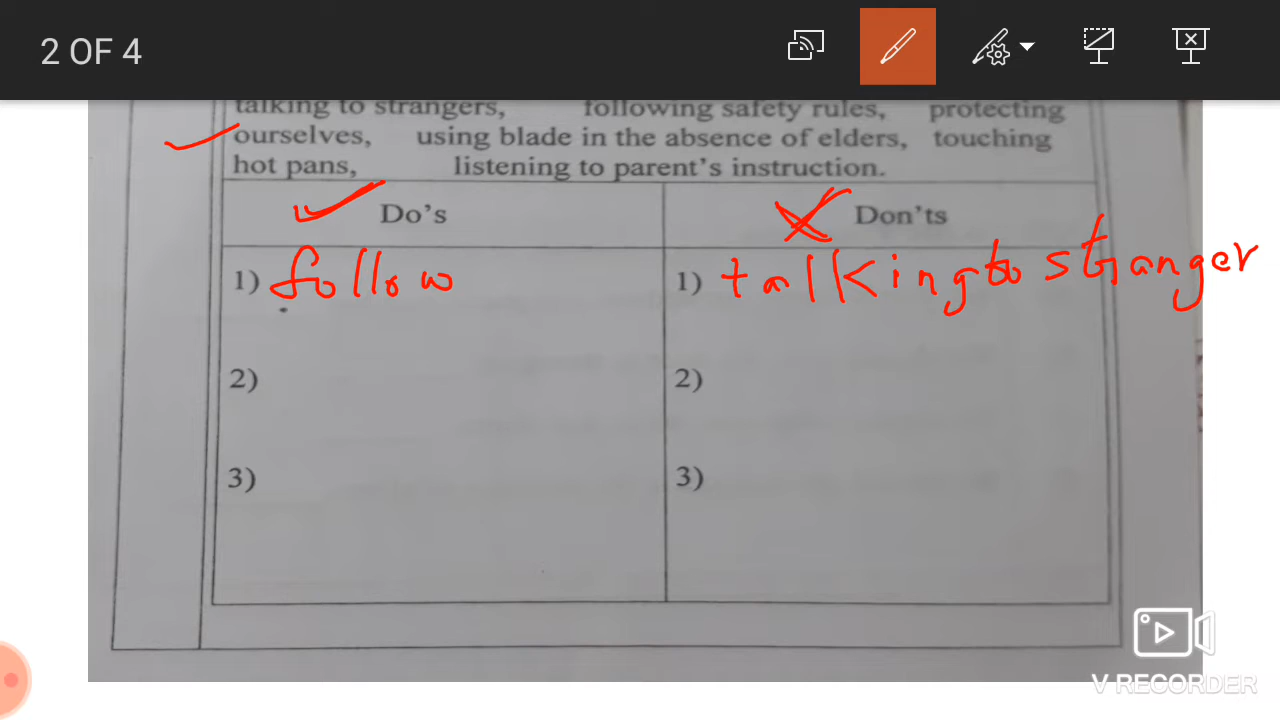 2 OF 4
talking to strangers, following safety rules, protecting
ourselves, using blade in the absence of elders, touching
hot pans, listening to parent's instruction.
Do's Don'ts
1) follow 1) talking to stranger
2) 2)
3) 3)
V RECORDER